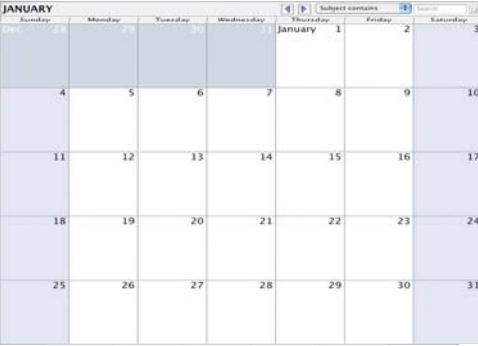 JANUARY Subject contains Search
Sunday Monday Tuesday Wednesday Thursday Friday Saturday
Dec 28 29 30 31 January 1 2 3
4 5 6 7 8 9 10
11 12 13 14 15 16 17
18 19 20 21 22 23 24
25 26 27 28 29 30 31